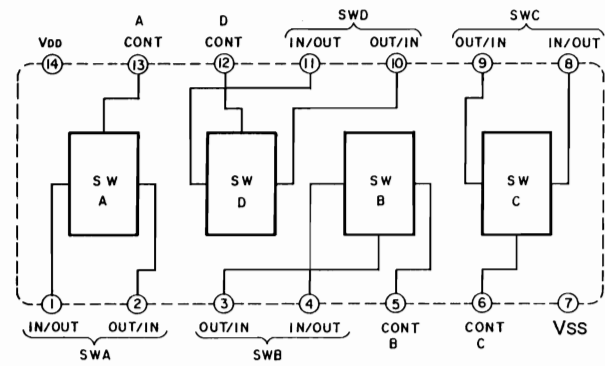 SWD SWC
A D
VDD CONT CONT IN/OUT OUT/IN OUT/IN IN/OUT
14 13 12 11 10 9 8
SW SW SW SW
A D B C
1 2 3 4 5 6 7
IN/OUT OUT/IN OUT/IN IN/OUT CONT CONT VSS
SWA SWB B C